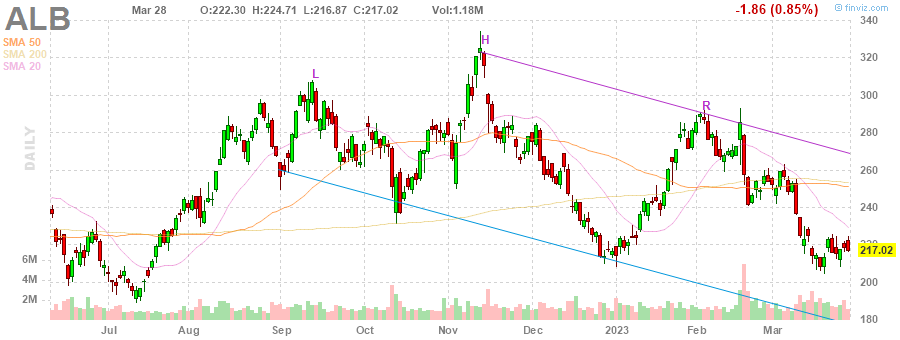 ALB Mar 28 O:222.30 H:224.71 L:216.87 C:217.02 Vol:1.18M -1.86 (0.85%) finviz.com
SMA 50
SMA 200
SMA 20
DAILY
L
H
R
340
320
300
280
260
240
220
217.02
200
180
6M
4M
2M
Jul Aug Sep Oct Nov Dec 2023 Feb Mar